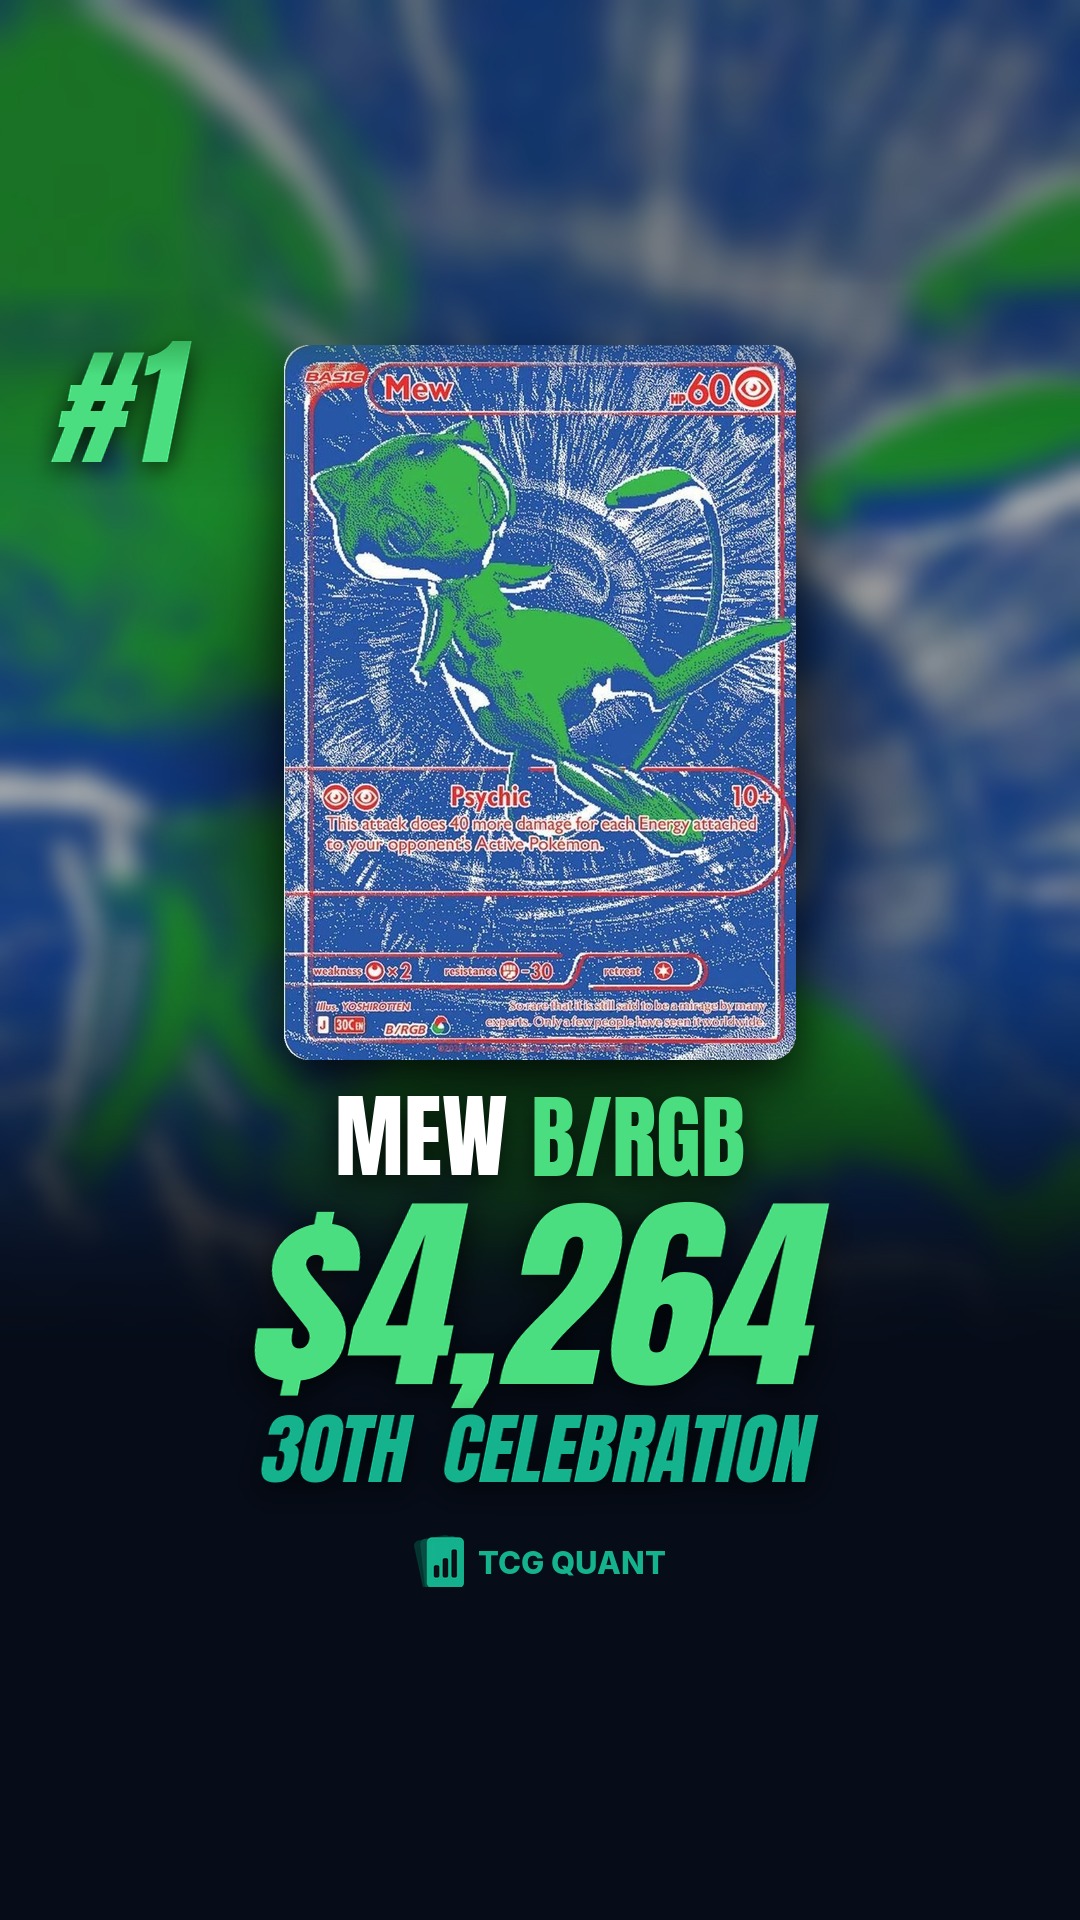 #1
BASIC Mew HP 60
Psychic 10+
This attack does 40 more damage for each Energy attached
to your opponent's Active Pokémon.
weakness ×2 resistance -30 retreat
Illus. YOSHIROTTEN
So rare that it is still said to be a mirage by many
experts. Only a few people have seen it worldwide.
J 30C EN B/RGB
MEW B/RGB
$4,264
30TH CELEBRATION
TCG QUANT